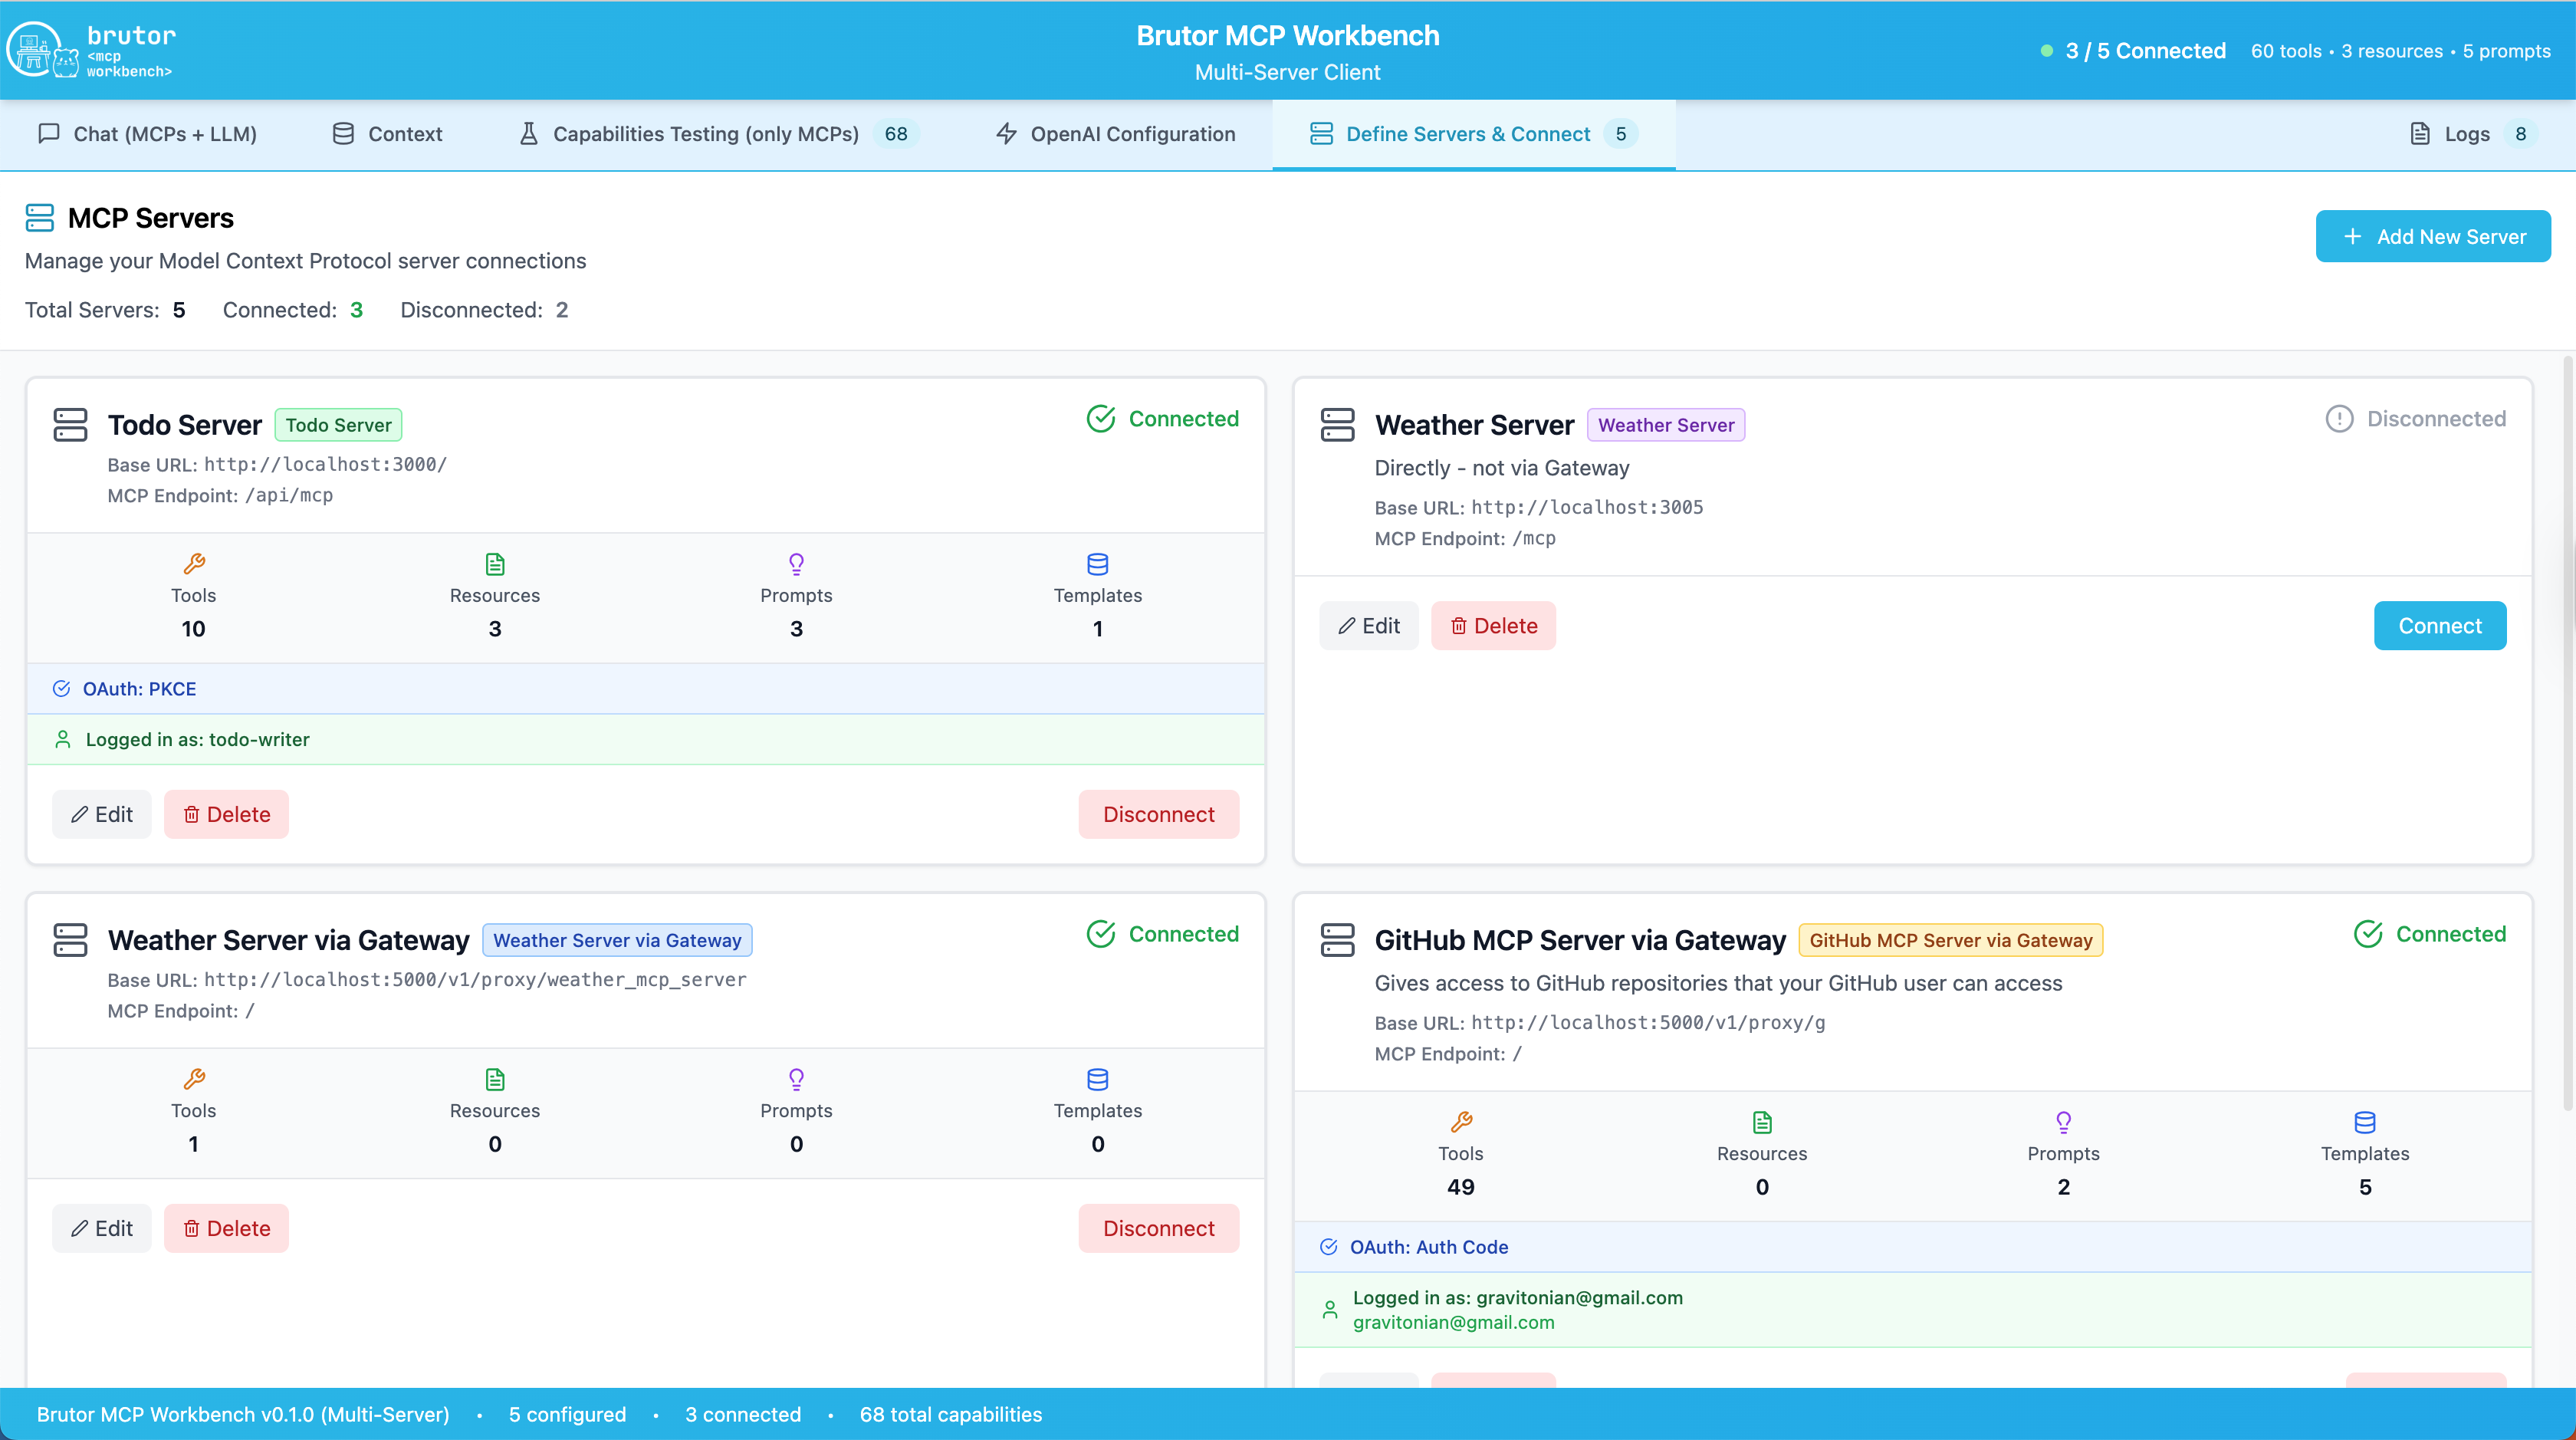 brutor
<mcp
workbench>
Brutor MCP Workbench
Multi-Server Client
3 / 5 Connected 60 tools • 3 resources • 5 prompts
Chat (MCPs + LLM) Context Capabilities Testing (only MCPs) 68 OpenAI Configuration Define Servers & Connect 5 Logs 8
MCP Servers
Manage your Model Context Protocol server connections
+ Add New Server
Total Servers: 5 Connected: 3 Disconnected: 2
Todo Server Todo Server Connected
Base URL: http://localhost:3000/
MCP Endpoint: /api/mcp
Tools Resources Prompts Templates
10 3 3 1
OAuth: PKCE
Logged in as: todo-writer
Edit Delete Disconnect
Weather Server Weather Server Disconnected
Directly - not via Gateway
Base URL: http://localhost:3005
MCP Endpoint: /mcp
Edit Delete Connect
Weather Server via Gateway Weather Server via Gateway Connected
Base URL: http://localhost:5000/v1/proxy/weather_mcp_server
MCP Endpoint: /
Tools Resources Prompts Templates
1 0 0 0
Edit Delete Disconnect
GitHub MCP Server via Gateway GitHub MCP Server via Gateway Connected
Gives access to GitHub repositories that your GitHub user can access
Base URL: http://localhost:5000/v1/proxy/g
MCP Endpoint: /
Tools Resources Prompts Templates
49 0 2 5
OAuth: Auth Code
Logged in as: gravitonian@gmail.com
gravitonian@gmail.com
Brutor MCP Workbench v0.1.0 (Multi-Server) • 5 configured • 3 connected • 68 total capabilities